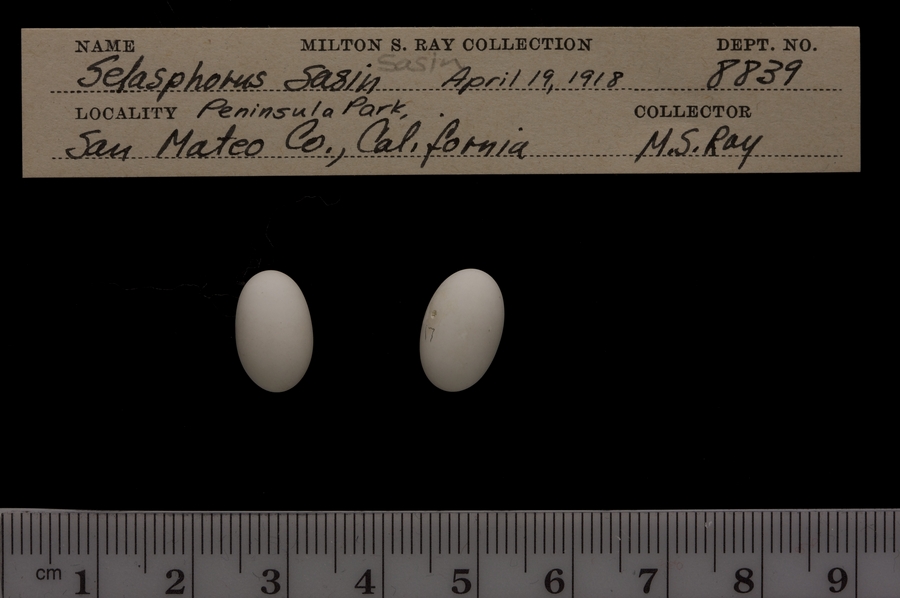 NAME MILTON S. RAY COLLECTION DEPT. NO.
Selasphorus Sasin Sasin April 19, 1918 8839
LOCALITY Peninsula Park, COLLECTOR
San Mateo Co., California M.S. Ray
17
cm 1 2 3 4 5 6 7 8 9